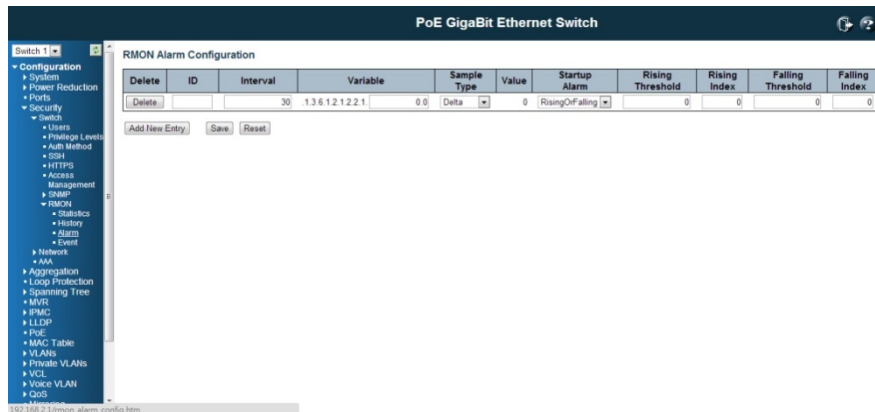 PoE GigaBit Ethernet Switch
Switch 1
Configuration
System
Power Reduction
Ports
Security
Switch
Users
Privilege Levels
Auth Method
SSH
HTTPS
Access
Management
SNMP
RMON
Statistics
History
Alarm
Event
Network
AAA
Aggregation
Loop Protection
Spanning Tree
MVR
IPMC
LLDP
PoE
MAC Table
VLANs
Private VLANs
VCL
Voice VLAN
QoS
Mirroring
192.168.2.1/rmon_alarm_config.htm
RMON Alarm Configuration
Delete ID Interval Variable Sample Type Value Startup Alarm Rising Threshold Rising Index Falling Threshold Falling Index
Delete 30 .1.3.6.1.2.1.2.2.1. 0.0 Delta 0 RisingOrFalling 0 0 0 0
Add New Entry Save Reset